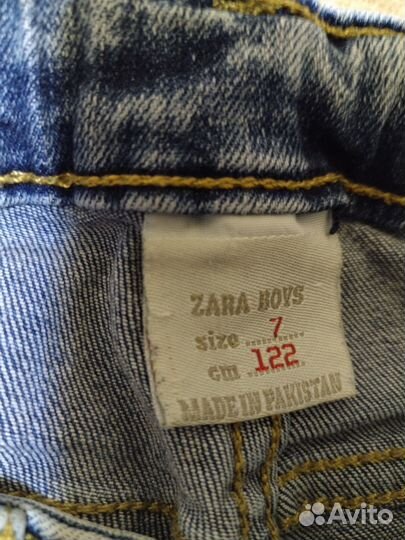 ZARA BOYS
size 7
cm 122
MADE IN PAKISTAN
Avito